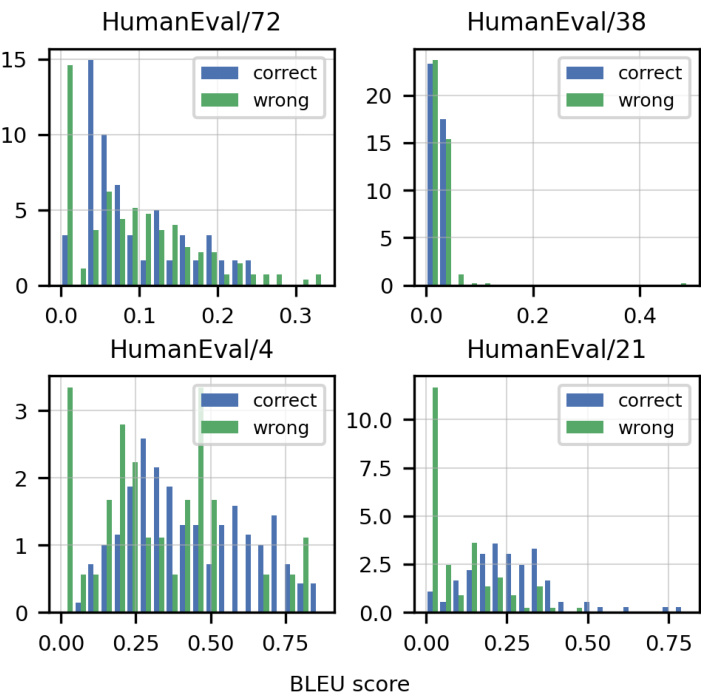 HumanEval/72
HumanEval/38
15
10
5
0
correct
wrong
0.0 0.1 0.2 0.3
20
15
10
5
0
correct
wrong
0.0 0.2 0.4
HumanEval/4
HumanEval/21
3
2
1
0
correct
wrong
0.00 0.25 0.50 0.75
10.0
7.5
5.0
2.5
0.0
correct
wrong
0.00 0.25 0.50 0.75
BLEU score